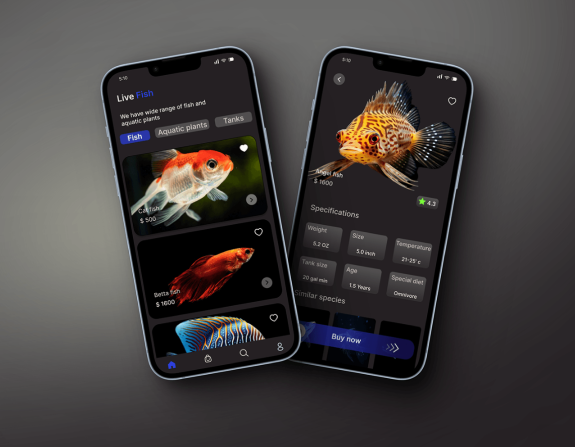 5:10
Live Fish
We have wide range of fish and
aquatic plants
Fish
Aquatic plants
Tanks
Cat fish
$ 500
Betta fish
$ 1600
5:10
Angel fish
$ 1600
4.3
Specifications
Weight
5.2 OZ
Size
5.0 inch
Temperature
21-25° c
Tank size
20 gal min
Age
1.5 Years
Special diet
Omnivore
Similar species
Buy now